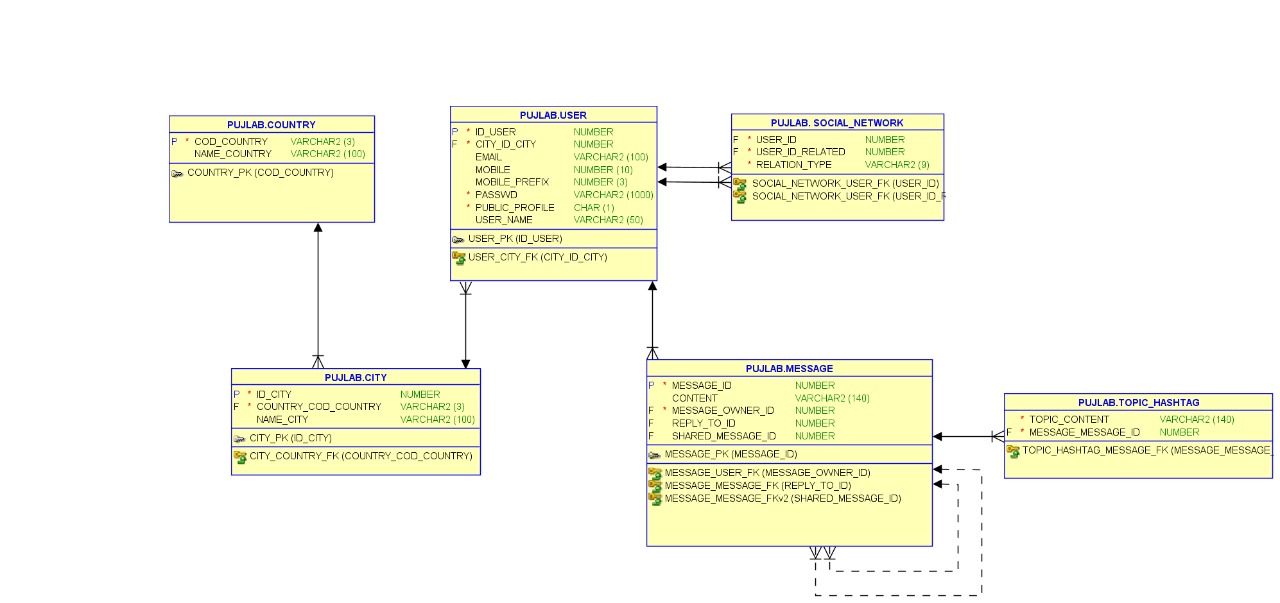 PUJLAB.COUNTRY
P * COD_COUNTRY VARCHAR2 (3)
NAME_COUNTRY VARCHAR2 (100)
COUNTRY_PK (COD_COUNTRY)
PUJLAB.USER
P * ID_USER NUMBER
F * CITY_ID_CITY NUMBER
EMAIL VARCHAR2 (100)
MOBILE NUMBER (10)
MOBILE_PREFIX NUMBER (3)
* PASSWD VARCHAR2 (1000)
* PUBLIC_PROFILE CHAR (1)
USER_NAME VARCHAR2 (50)
USER_PK (ID_USER)
USER_CITY_FK (CITY_ID_CITY)
PUJLAB. SOCIAL_NETWORK
F * USER_ID NUMBER
F * USER_ID_RELATED NUMBER
* RELATION_TYPE VARCHAR2 (9)
SOCIAL_NETWORK_USER_FK (USER_ID)
SOCIAL_NETWORK_USER_FK (USER_ID_R
PUJLAB.CITY
P * ID_CITY NUMBER
F * COUNTRY_COD_COUNTRY VARCHAR2 (3)
NAME_CITY VARCHAR2 (100)
CITY_PK (ID_CITY)
CITY_COUNTRY_FK (COUNTRY_COD_COUNTRY)
PUJLAB.MESSAGE
P * MESSAGE_ID NUMBER
CONTENT VARCHAR2 (140)
F * MESSAGE_OWNER_ID NUMBER
F REPLY_TO_ID NUMBER
F SHARED_MESSAGE_ID NUMBER
MESSAGE_PK (MESSAGE_ID)
MESSAGE_USER_FK (MESSAGE_OWNER_ID)
MESSAGE_MESSAGE_FK (REPLY_TO_ID)
MESSAGE_MESSAGE_FKv2 (SHARED_MESSAGE_ID)
PUJLAB.TOPIC_HASHTAG
* TOPIC_CONTENT VARCHAR2 (140)
F * MESSAGE_MESSAGE_ID NUMBER
TOPIC_HASHTAG_MESSAGE_FK (MESSAGE_MESSAGE_